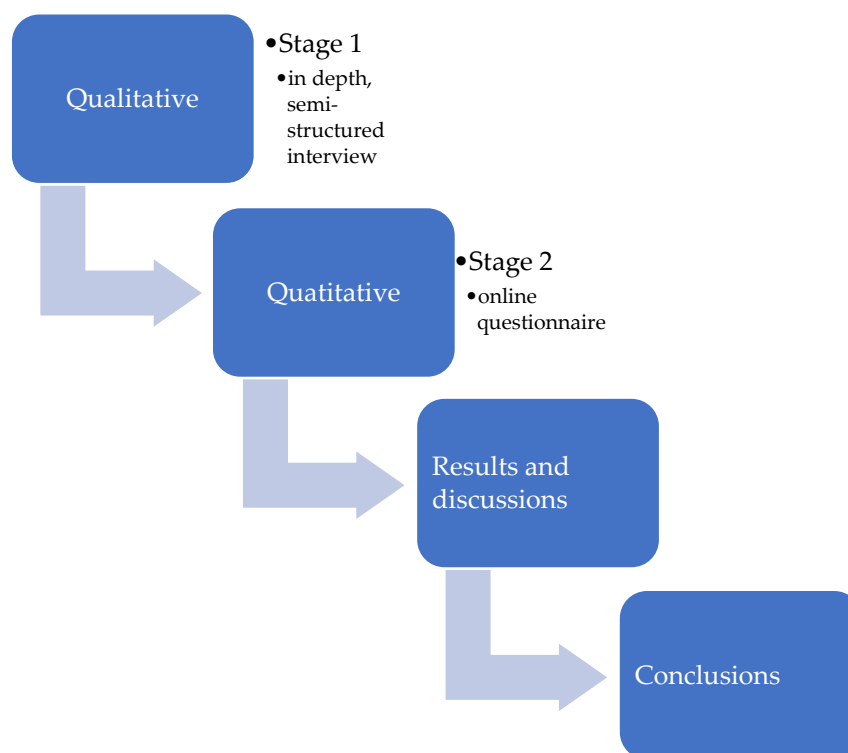 Qualitative
•Stage 1
•in depth,
semi-
structured
interview
Quatitative
•Stage 2
•online
questionnaire
Results and
discussions
Conclusions